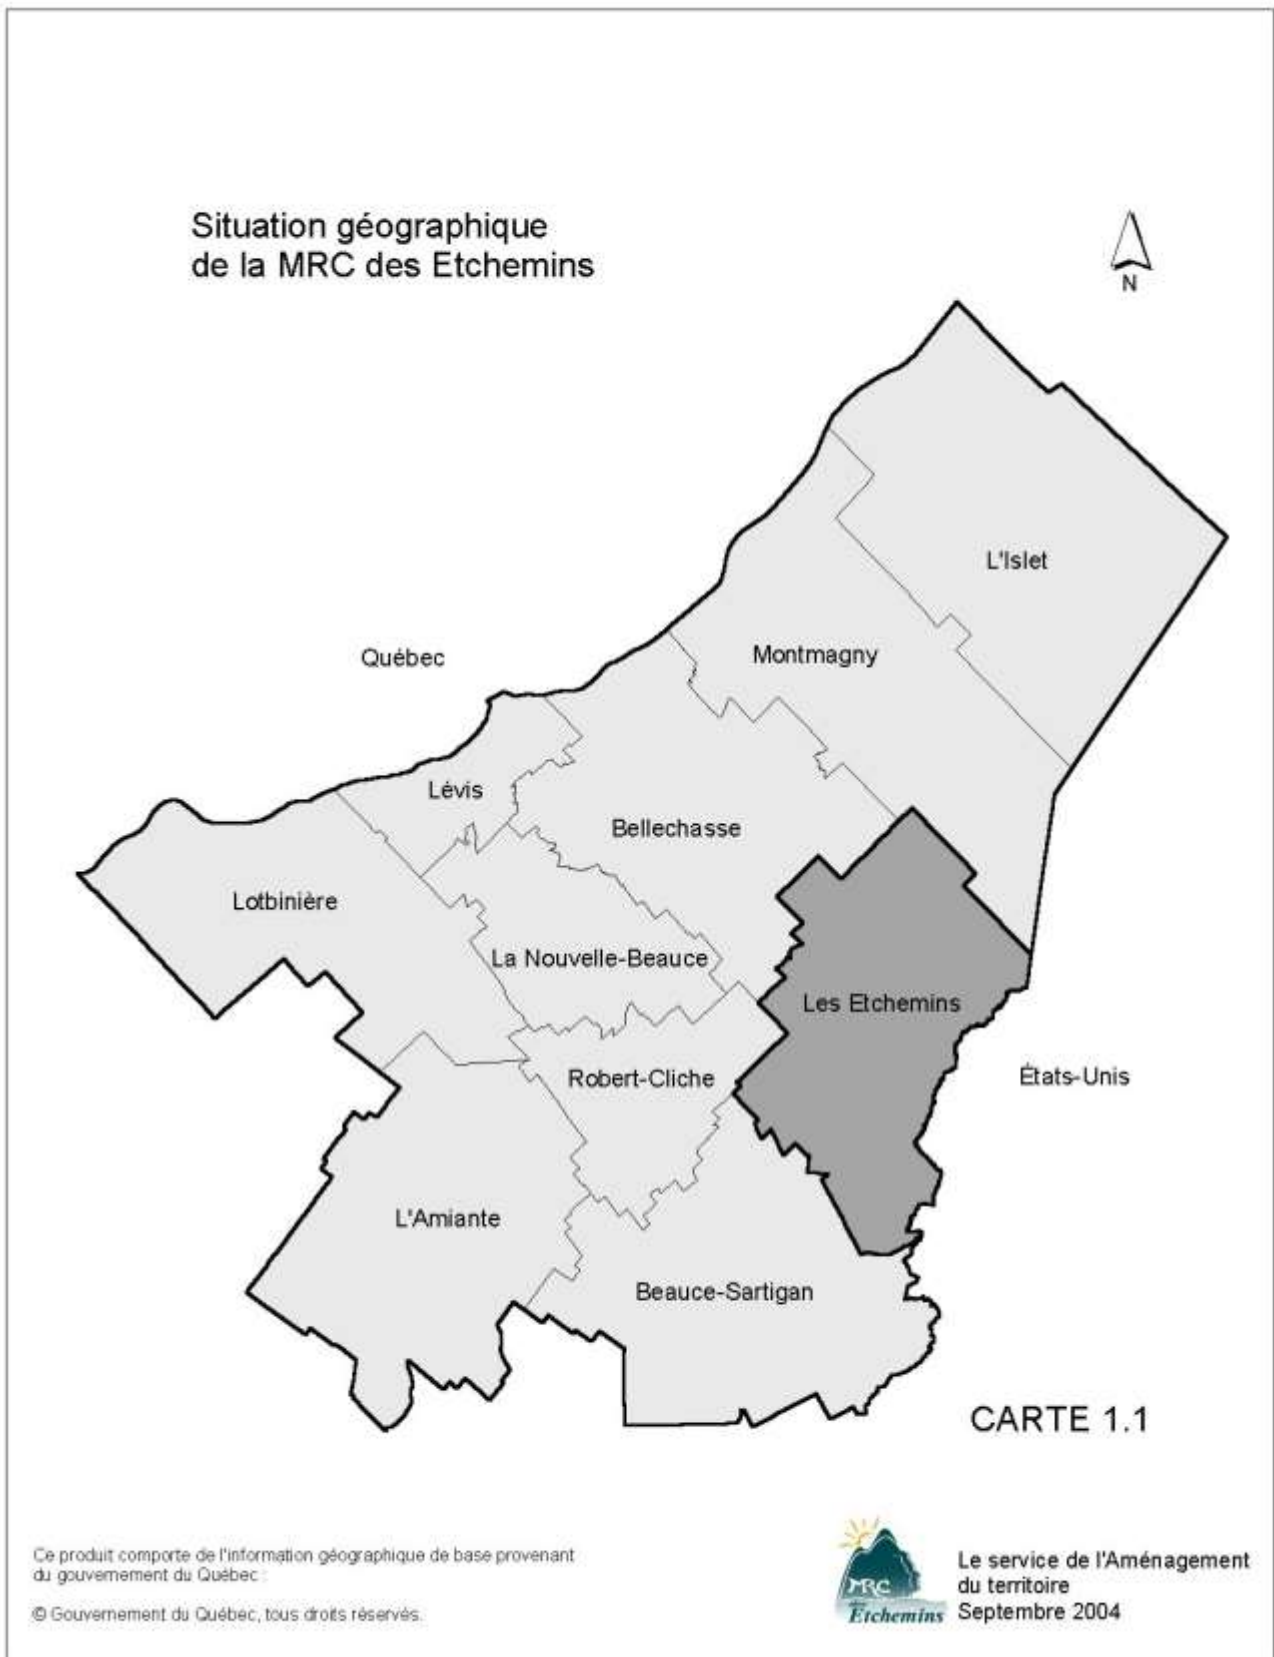 Situation géographique
de la MRC des Etchemins
N
L'Islet
Montmagny
Québec
Lévis
Bellechasse
Lotbinière
La Nouvelle-Beauce
Les Etchemins
Robert-Cliche
États-Unis
L'Amiante
Beauce-Sartigan
CARTE 1.1
Ce produit comporte de l'information géographique de base provenant
du gouvernement du Québec :
© Gouvernement du Québec, tous droits réservés.
MRC
des
Etchemins
Le service de l'Aménagement
du territoire
Septembre 2004